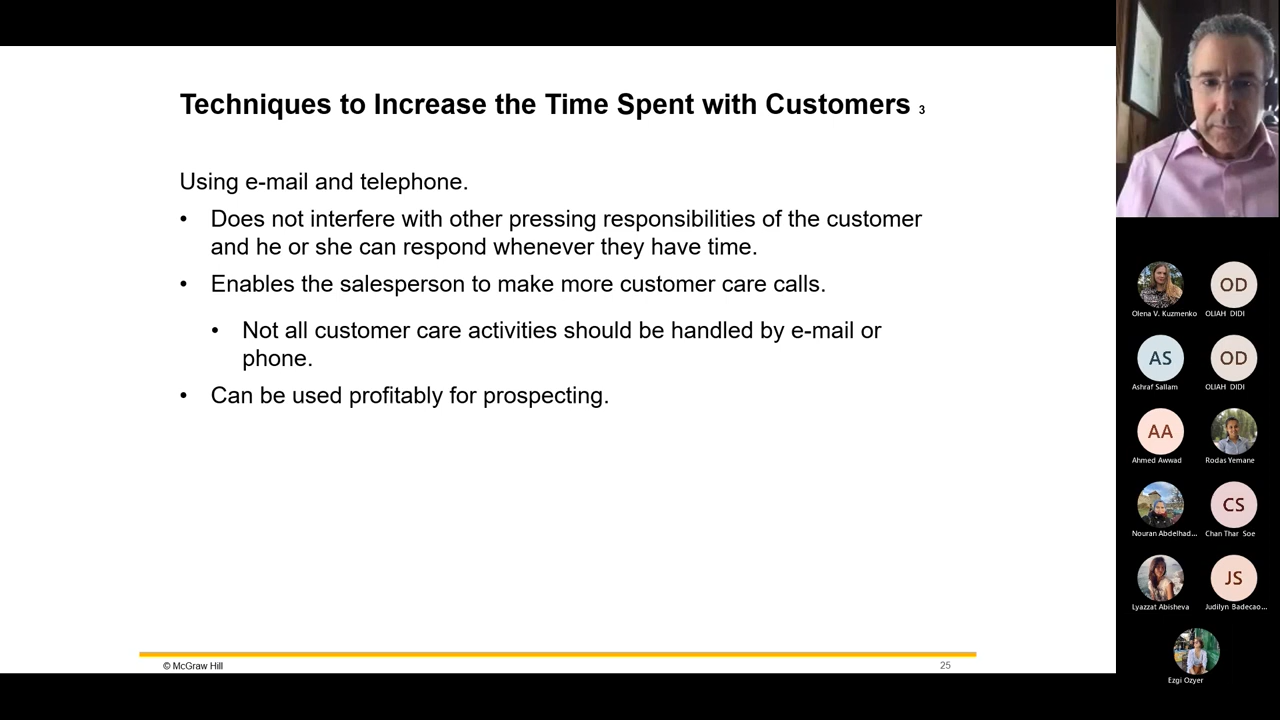 Techniques to Increase the Time Spent with Customers 3
Using e-mail and telephone.
• Does not interfere with other pressing responsibilities of the customer
and he or she can respond whenever they have time.
• Enables the salesperson to make more customer care calls.
• Not all customer care activities should be handled by e-mail or
phone.
• Can be used profitably for prospecting.
© McGraw Hill
25
OD
Olena V. Kuzmenko
OLIAH DIDI
AS
OD
Ashraf Sallam
OLIAH DIDI
AA
Ahmed Awwad
Rodas Yemane
CS
Nouran Abdelhad...
Chan Thar Soe
JS
Lyazzat Abisheva
Judilyn Badecao...
Ezgi Ozyer